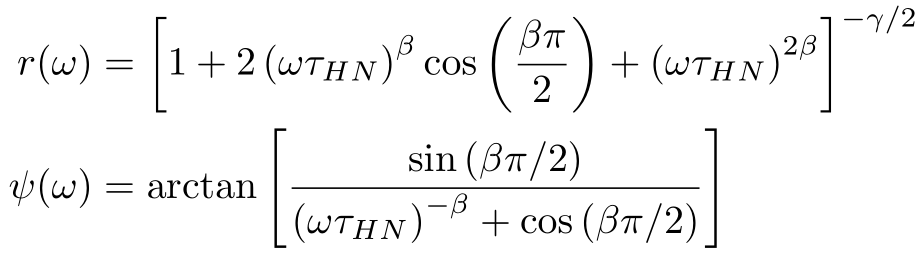 r(ω) = [1 + 2 (ωτ_{HN})^β cos(βπ/2) + (ωτ_{HN})^{2β}]^{−γ/2}
ψ(ω) = arctan [sin (βπ/2) / ((ωτ_{HN})^{−β} + cos (βπ/2))]